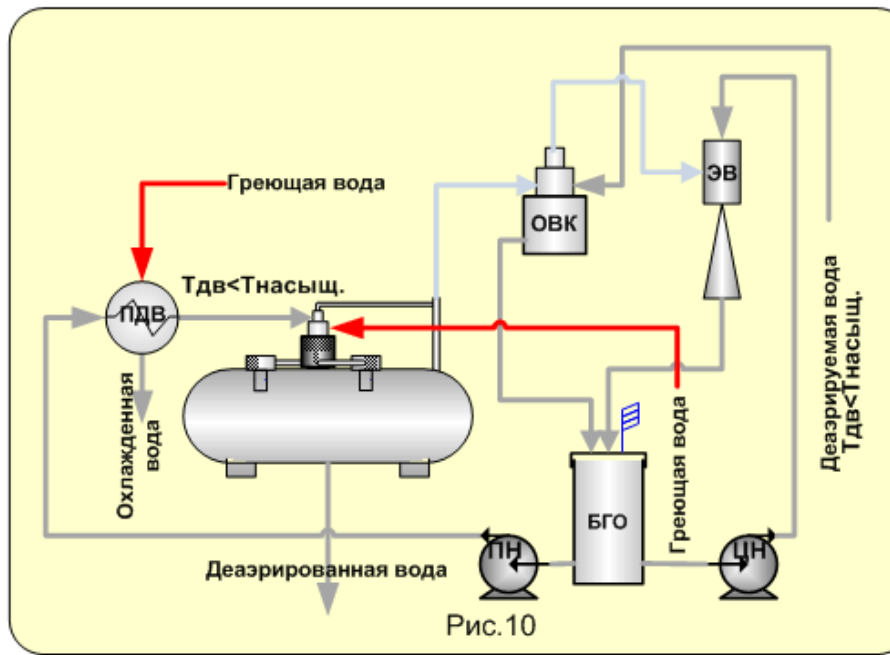 ЭВ
ОВК
Греющая вода
Тдв<Тнасыщ.
ПДВ
Деаэрируемая вода
Тдв<Тнасыщ.
Охлажденная
вода
Греющая вода
БГО
ПН
ЦН
Деаэрированная вода
Рис.10